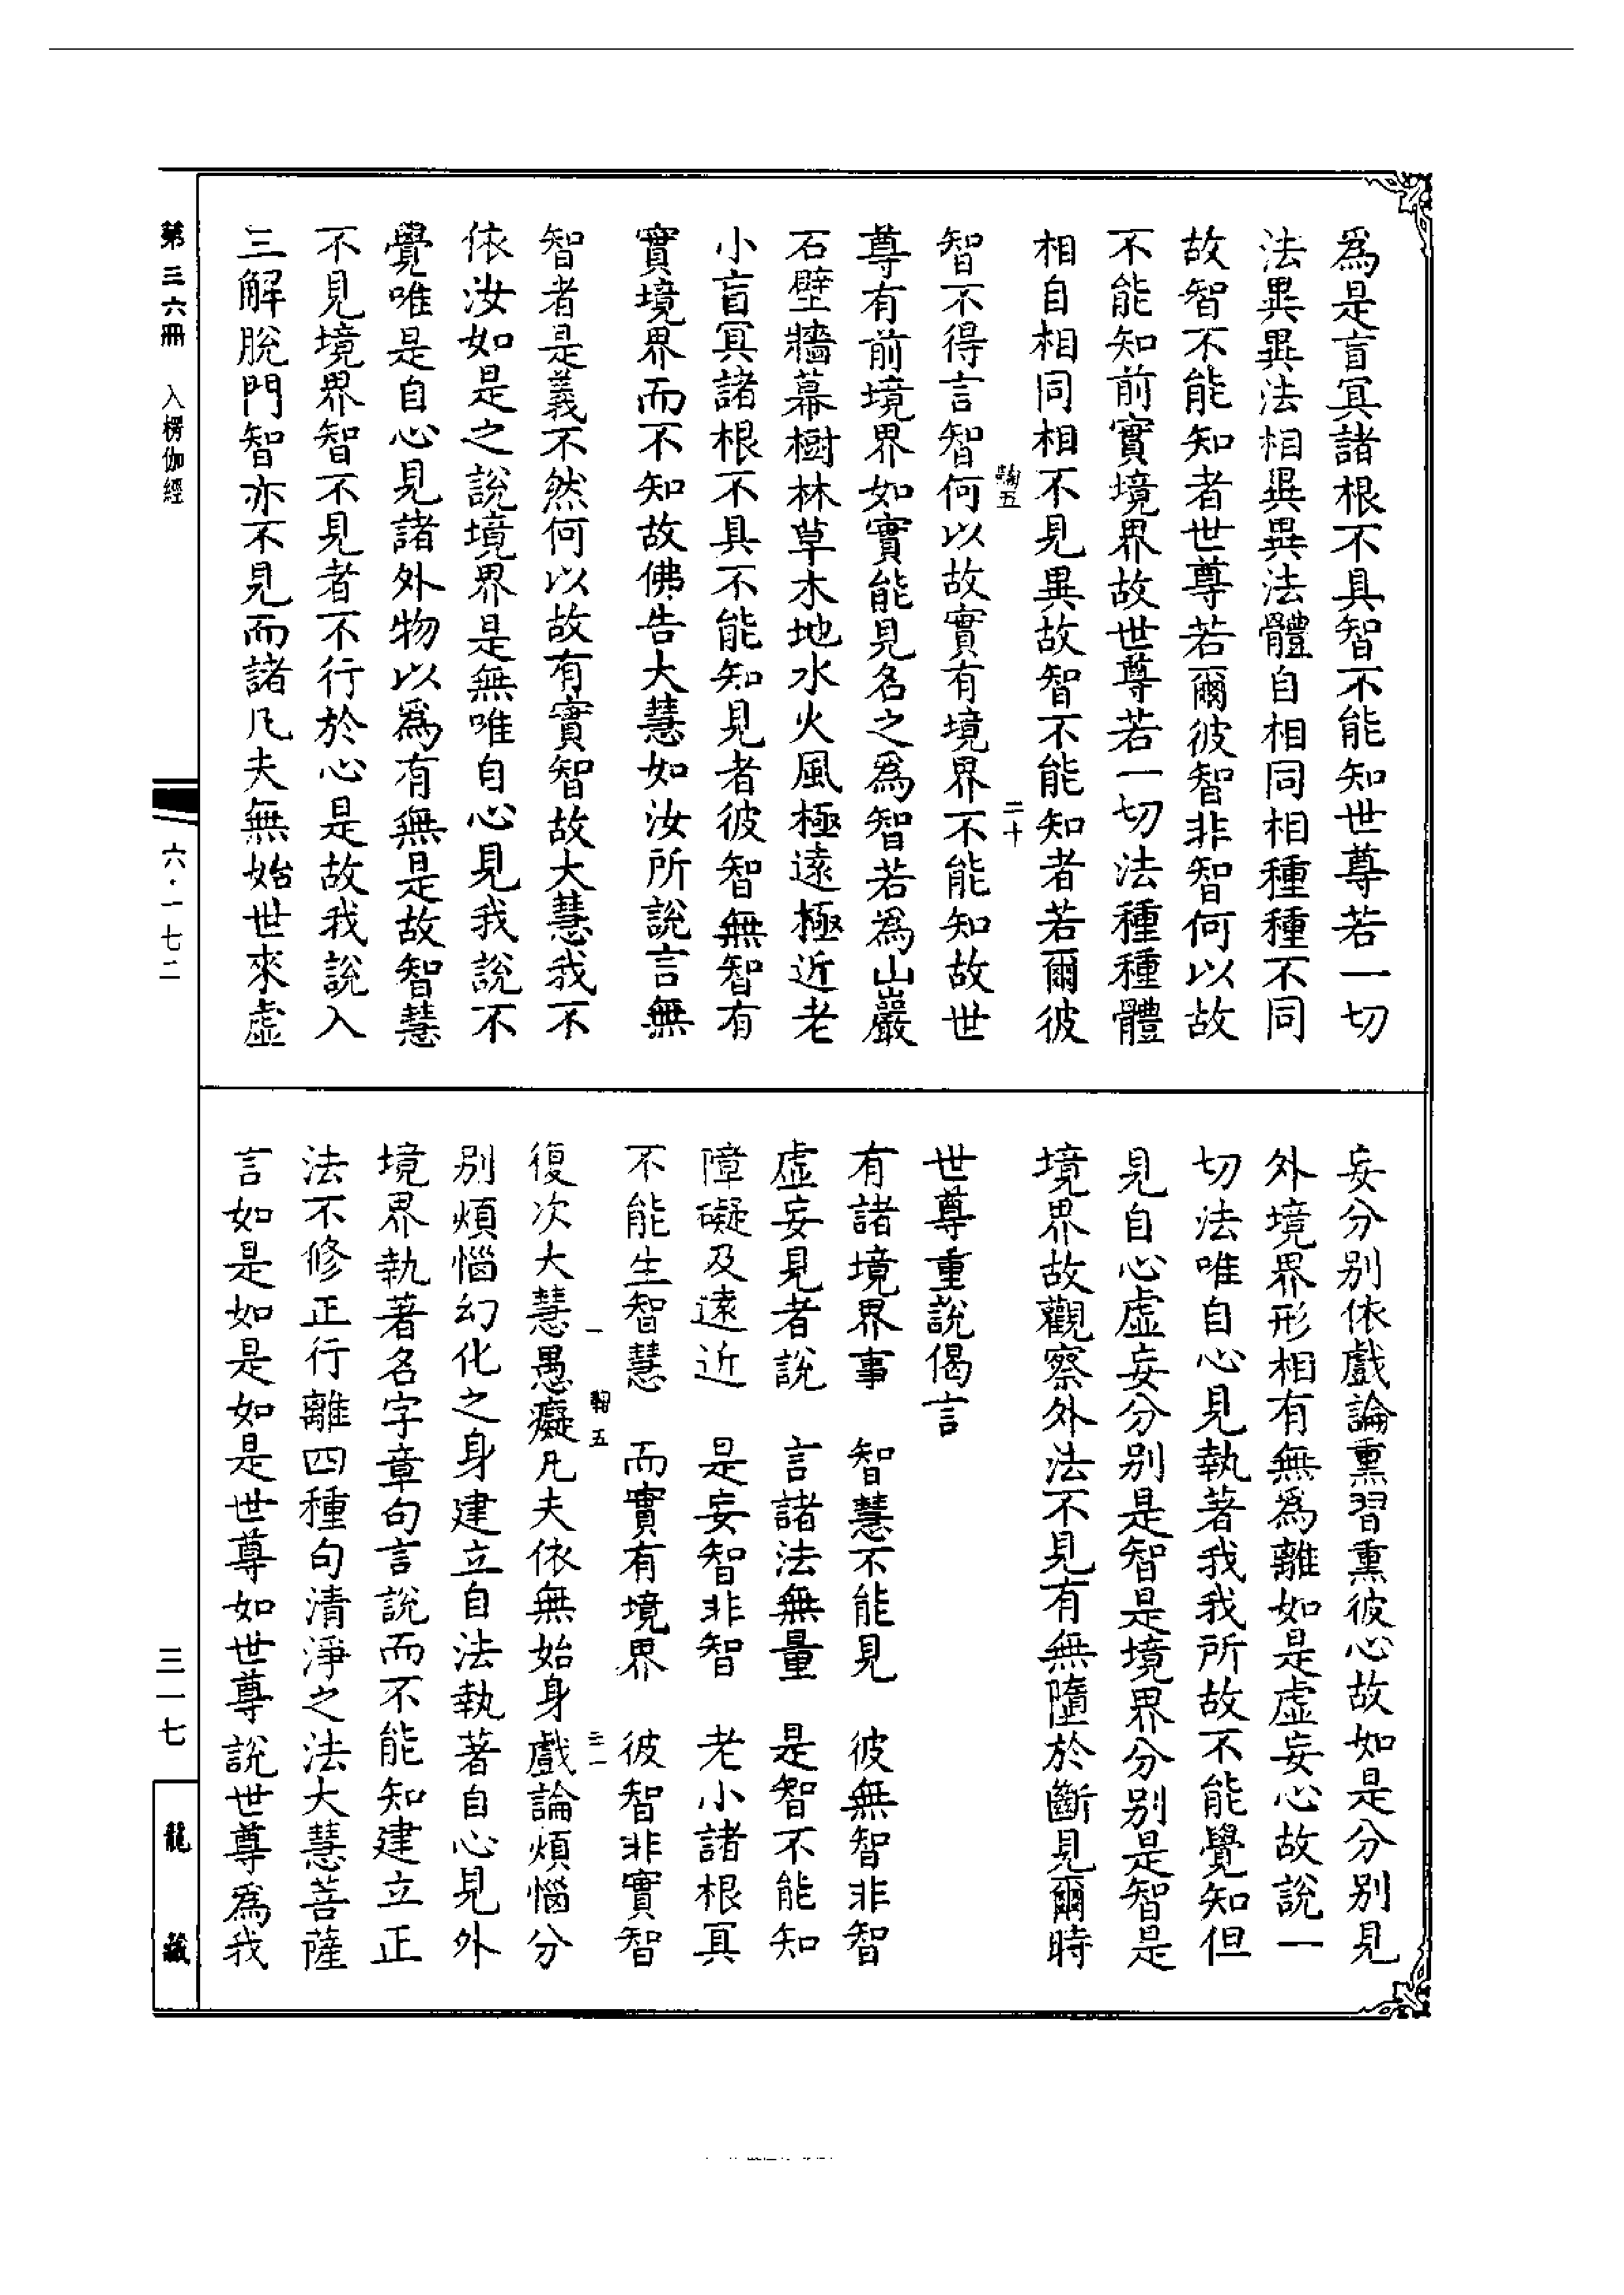 爲是盲冥諸根不具智不能知世尊若一切
法異異法相異異法體自相同相種種不同
故智不能知者世尊若爾彼智非智何以故
不能知前實境界故世尊若一切法種種體
相自相同相不見異故智不能知者若爾彼
鞠五
二十
智不得言智何以故實有境界不能知故世
尊有前境界如實能見名之爲智若爲山巖
石壁牆幕樹林草木地水火風極遠極近老
小盲冥諸根不具不能知見者彼智無智有
實境界而不知故佛告大慧如汝所說言無
智者是義不然何以故有實智故大慧我不
依汝如是之說境界是無唯自心見我說不
覺唯是自心見諸外物以爲有無是故智慧
不見境界智不見者不行於心是故我說入
三解脫門智亦不見而諸凡夫無始世來虛
妄分別依戲論熏習熏彼心故如是分別見
外境界形相有無爲離如是虛妄心故說一
切法唯自心見執著我我所故不能覺知但
見自心虛妄分別是智是境界分別是智是
境界故觀察外法不見有無墮於斷見爾時
世尊重說偈言
有諸境界事　智慧不能見　彼無智非智
虛妄見者說　言諸法無量　是智不能知
障礙及遠近　是妄智非智　老小諸根冥
不能生智慧　而實有境界　彼智非實智
一
鞠五
三一
復次大慧愚癡凡夫依無始身戲論煩惱分
別煩惱幻化之身建立自法執著自心見外
境界執著名字章句言說而不能知建立正
法不修正行離四種句清淨之法大慧菩薩
言如是如是如是世尊如世尊說世尊爲我
第三六冊　入楞伽經
六·一七二
三一七
龍藏